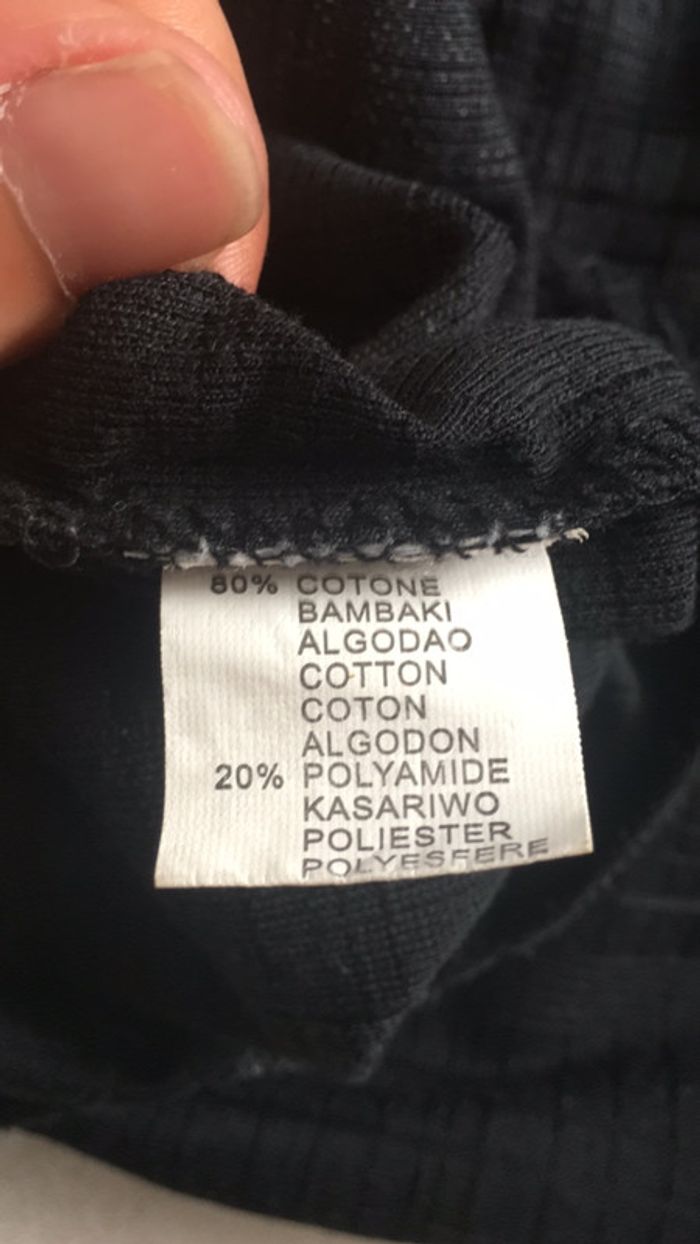 80% COTONE
BAMBAKI
ALGODAO
COTTON
COTON
ALGODON
20% POLYAMIDE
KASARIWO
POLIESTER
POLYESFERE